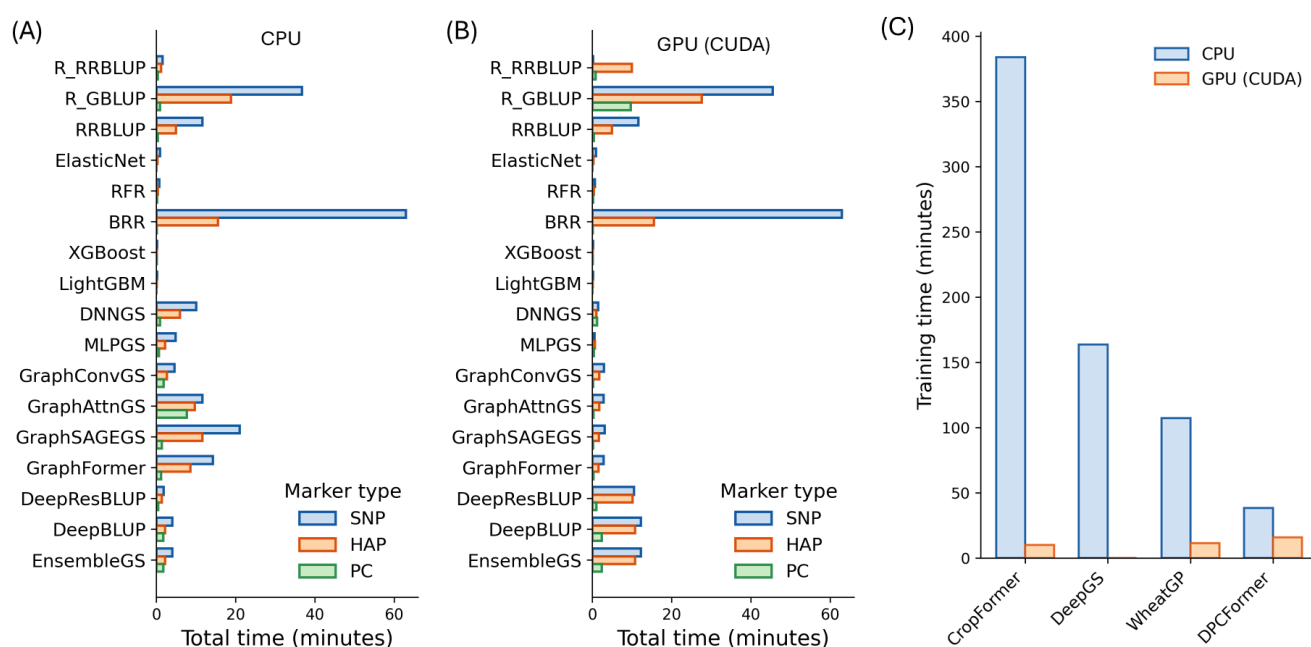 (A)
CPU
R_RRBLUP
R_GBLUP
RRBLUP
ElasticNet
RFR
BRR
XGBoost
LightGBM
DNNGS
MLPGS
GraphConvGS
GraphAttnGS
GraphSAGEGS
GraphFormer
DeepResBLUP
DeepBLUP
EnsembleGS
Marker type
SNP
HAP
PC
0 20 40 60
Total time (minutes)
(B)
GPU (CUDA)
R_RRBLUP
R_GBLUP
RRBLUP
ElasticNet
RFR
BRR
XGBoost
LightGBM
DNNGS
MLPGS
GraphConvGS
GraphAttnGS
GraphSAGEGS
GraphFormer
DeepResBLUP
DeepBLUP
EnsembleGS
Marker type
SNP
HAP
PC
0 20 40 60
Total time (minutes)
(C)
CPU
GPU (CUDA)
Training time (minutes)
400
350
300
250
200
150
100
50
0
CropFormer
DeepGS
WheatGP
DPCFormer